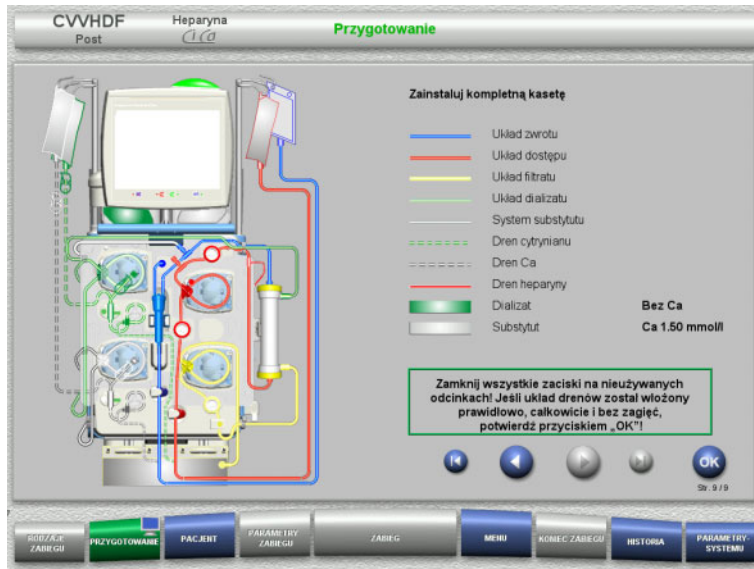 CVVHDF
Post
Heparyna
Ci Ca
Przygotowanie
Zainstaluj kompletną kasetę
Układ zwrotu
Układ dostępu
Układ filtratu
Układ dializatu
System substytutu
Dren cytrynianu
Dren Ca
Dren heparyny
Dializat Bez Ca
Substytut Ca 1.50 mmol/l
Zamknij wszystkie zaciski na nieużywanych
odcinkach! Jeśli układ drenów został włożony
prawidłowo, całkowicie i bez zagięć,
potwierdź przyciskiem „OK”!
OK
Str. 9 / 9
RODZAJE
ZABIEGU
PRZYGOTOWANIE
PACJENT
PARAMETRY
ZABIEGU
ZABIEG
MENU
KONIEC ZABIEGU
HISTORIA
PARAMETRY-
SYSTEMU